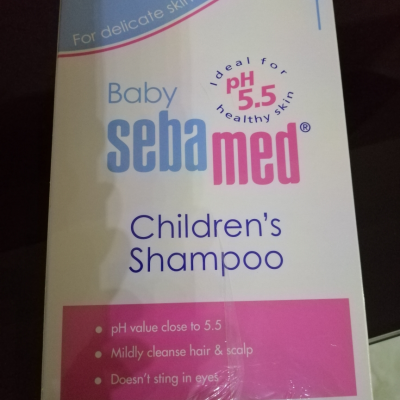 For delicate skin
Baby
sebamed®
Ideal for
pH
5.5
healthy skin
Children's
Shampoo
pH value close to 5.5
Mildly cleanse hair & scalp
Doesn't sting in eyes